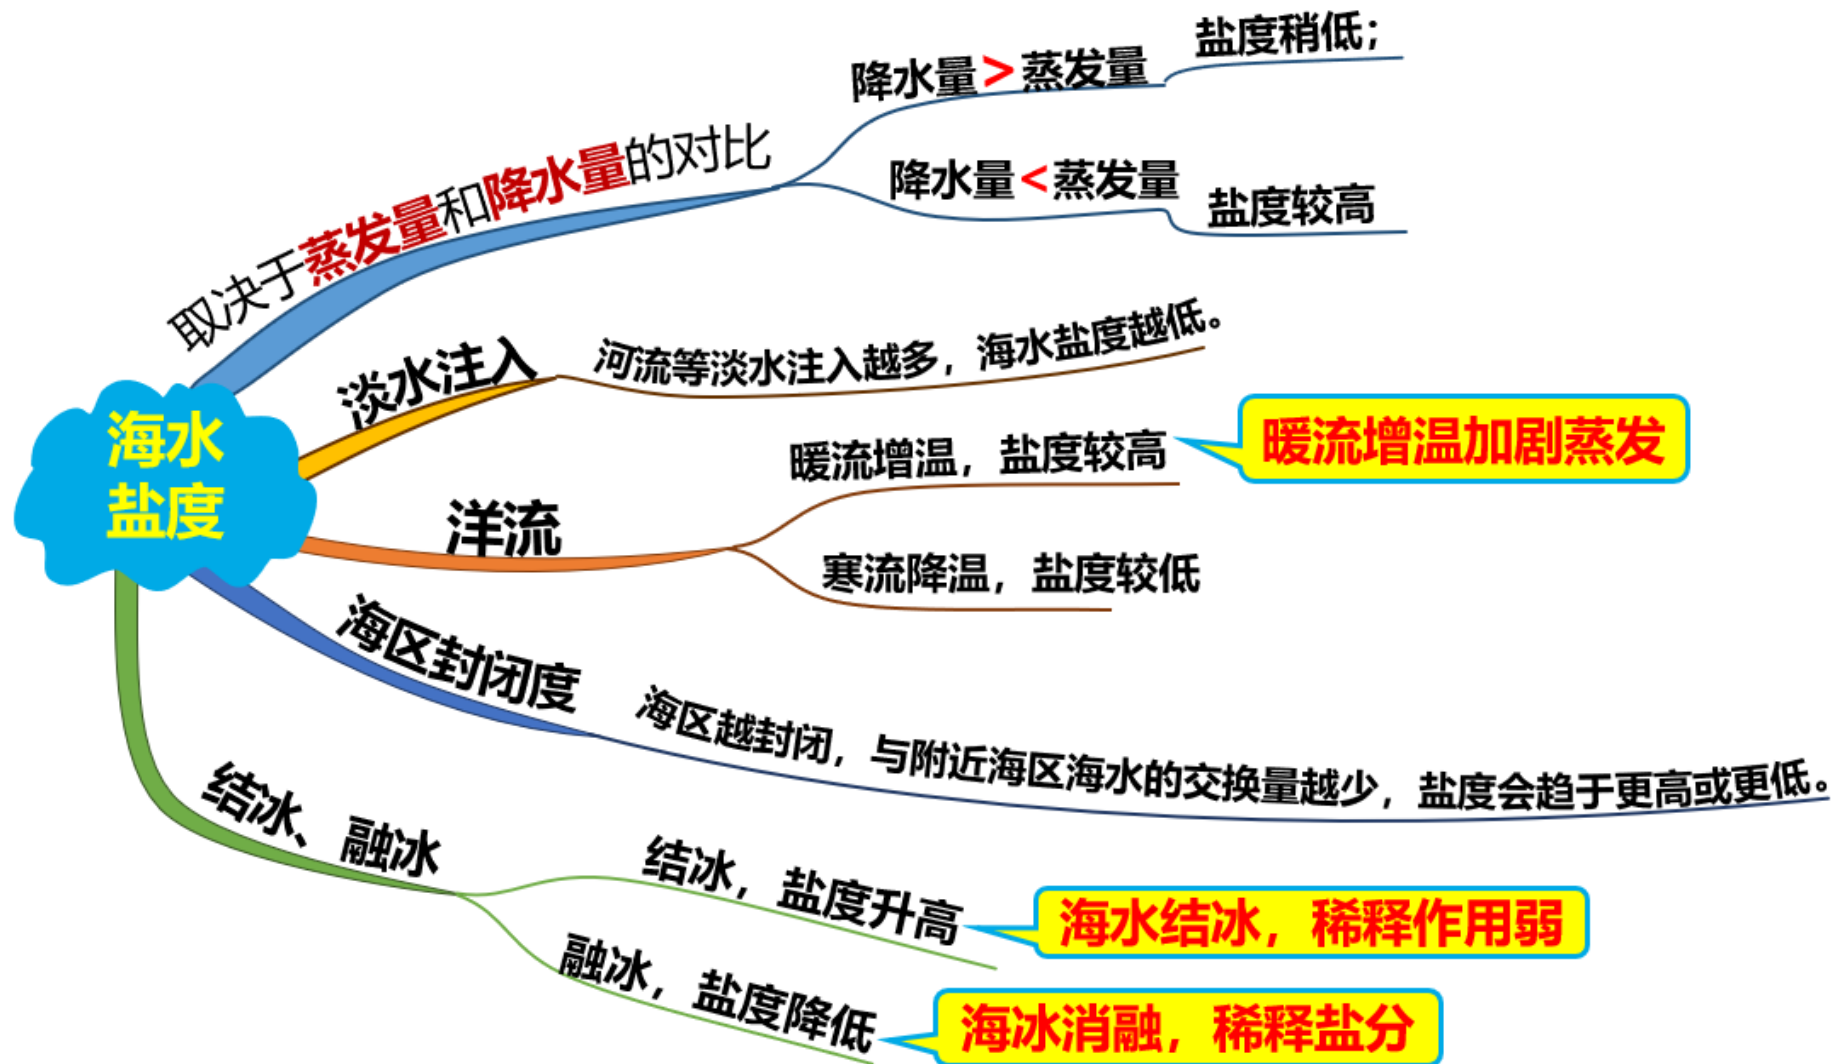 海水
盐度
取决于蒸发量和降水量的对比
降水量>蒸发量
盐度稍低；
降水量<蒸发量
盐度较高
淡水注入
河流等淡水注入越多，海水盐度越低。
洋流
暖流增温，盐度较高
暖流增温加剧蒸发
寒流降温，盐度较低
海区封闭度
海区越封闭，与附近海区海水的交换量越少，盐度会趋于更高或更低。
结冰、融冰
结冰，盐度升高
海水结冰，稀释作用弱
融冰，盐度降低
海冰消融，稀释盐分